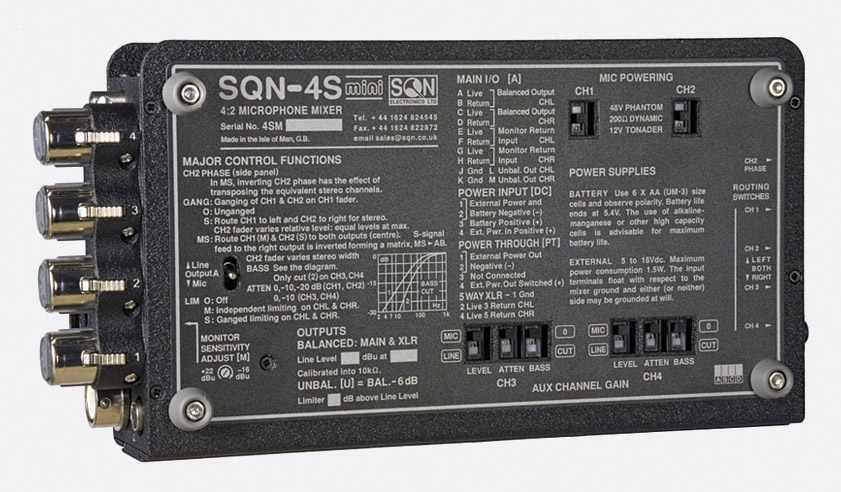 SQN-4S mini SQN
ELECTRONICS LTD
4:2 MICROPHONE MIXER
Serial No. 4SM
Made in the Isle of Man, G.B.
Tel. + 44 1624 824545
Fax. + 44 1624 822872
email sales@sqn.co.uk
MAJOR CONTROL FUNCTIONS
CH2 PHASE (side panel)
In MS, inverting CH2 phase has the effect of
transposing the equivalent stereo channels.
GANG: Ganging of CH1 & CH2 on CH1 fader.
O: Unganged
S: Route CH1 to left and CH2 to right for stereo.
CH2 fader varies relative level: equal levels at max.
MS: Route CH1 (M) & CH2 (S) to both outputs (centre). S-signal
feed to the right output is inverted forming a matrix, MS ► AB.
CH2 fader varies stereo width
BASS See the diagram.
Only cut (2) on CH3, CH4
ATTEN 0,-10,-20 dB (CH1, CH2)
0,-10 (CH3, CH4)
▲ Line
Output A
▼ Mic
LIM O: Off
M: Independent limiting on CHL & CHR.
S: Ganged limiting on CHL & CHR.
0 dB
-15
-30
BASS
CUT
1
2
Hz
2 4 7 10 100 1k
MONITOR
SENSITIVITY
ADJUST [M]
+22 dBu
-16 dBu
OUTPUTS
BALANCED: MAIN & XLR
Line Level dBu at
Calibrated into 10kΩ.
UNBAL. [U] = BAL.-6dB
Limiter dB above Line Level
MAIN I/O [A]
A Live Balanced Output
B Return CHL
C Live Balanced Output
D Return CHR
E Live Monitor Return
F Return Input CHL
G Live Monitor Return
H Return Input CHR
J Gnd L Unbal. Out CHL
K Gnd M Unbal. Out CHR
POWER INPUT [DC]
1 External Power and
2 Battery Negative (-)
3 Battery Positive (+)
4 Ext. Pwr. in Positive (+)
POWER THROUGH [PT]
1 External Power Out
2 Negative (-)
3 Not Connected
4 Ext. Pwr Out Switched (+)
5 WAY XLR - 1 Gnd
2 Live 3 Return CHL
4 Live 5 Return CHR
MIC POWERING
CH1
CH2
48V PHANTOM
200Ω DYNAMIC
12V TONADER
POWER SUPPLIES
BATTERY Use 6 X AA (UM-3) size
cells and observe polarity. Battery life
ends at 5.4V. The use of alkaline-
manganese or other high capacity
cells is advisable for maximum
battery life.
EXTERNAL 5 to 18Vdc. Maximum
power consumption 1.5W. The input
terminals float with respect to the
mixer ground and either (or neither)
side may be grounded at will.
CH2 ►
PHASE
ROUTING
SWITCHES
CH1 ►
CH2 ►
▲ LEFT
BOTH
▼ RIGHT
CH3 ►
CH4 ►
MIC
LINE
0
CUT
LEVEL ATTEN BASS
CH3
MIC
LINE
0
CUT
LEVEL ATTEN BASS
CH4
AUX CHANNEL GAIN
A B C D
4
3
2
1